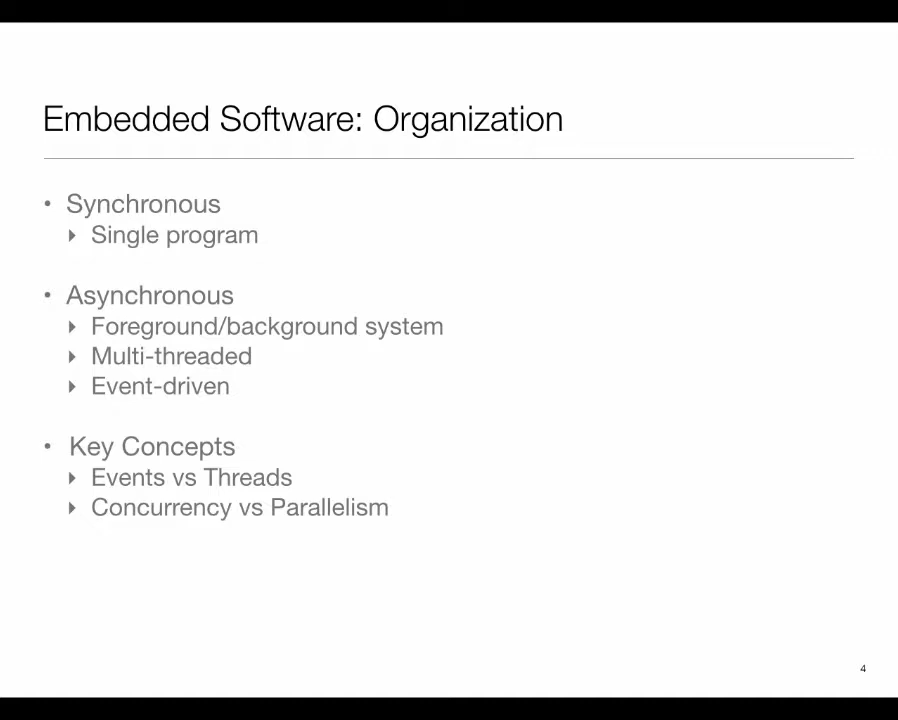 Embedded Software: Organization
• Synchronous
‣ Single program
• Asynchronous
‣ Foreground/background system
‣ Multi-threaded
‣ Event-driven
• Key Concepts
‣ Events vs Threads
‣ Concurrency vs Parallelism
4